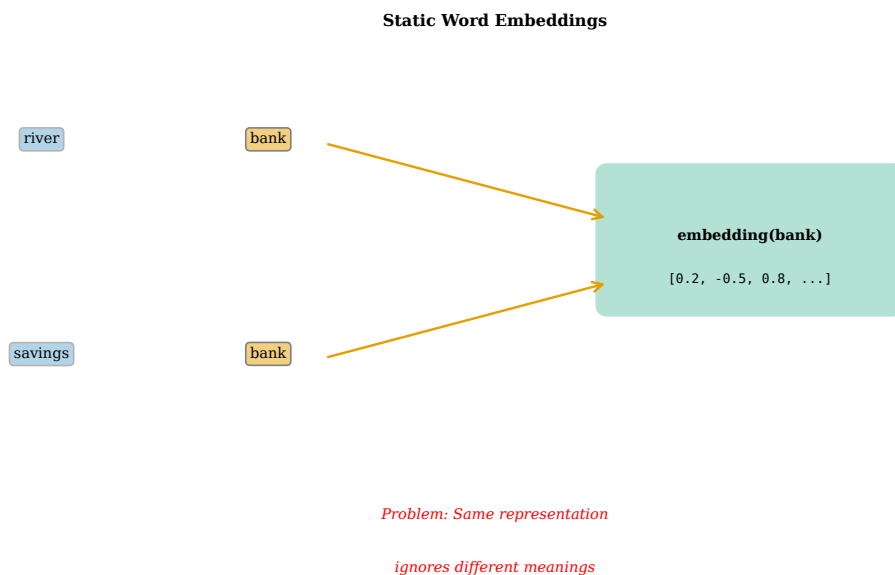 Static Word Embeddings
river
bank
embedding(bank)
[0.2, -0.5, 0.8, ...]
savings
bank
Problem: Same representation
ignores different meanings